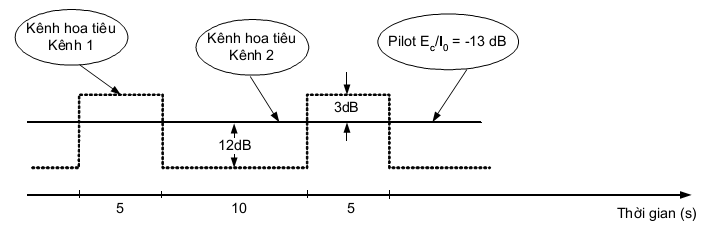 Kênh hoa tiêu
Kênh 1
Kênh hoa tiêu
Kênh 2
Pilot Ec/I0 = -13 dB
3dB
12dB
5
10
5
Thời gian (s)